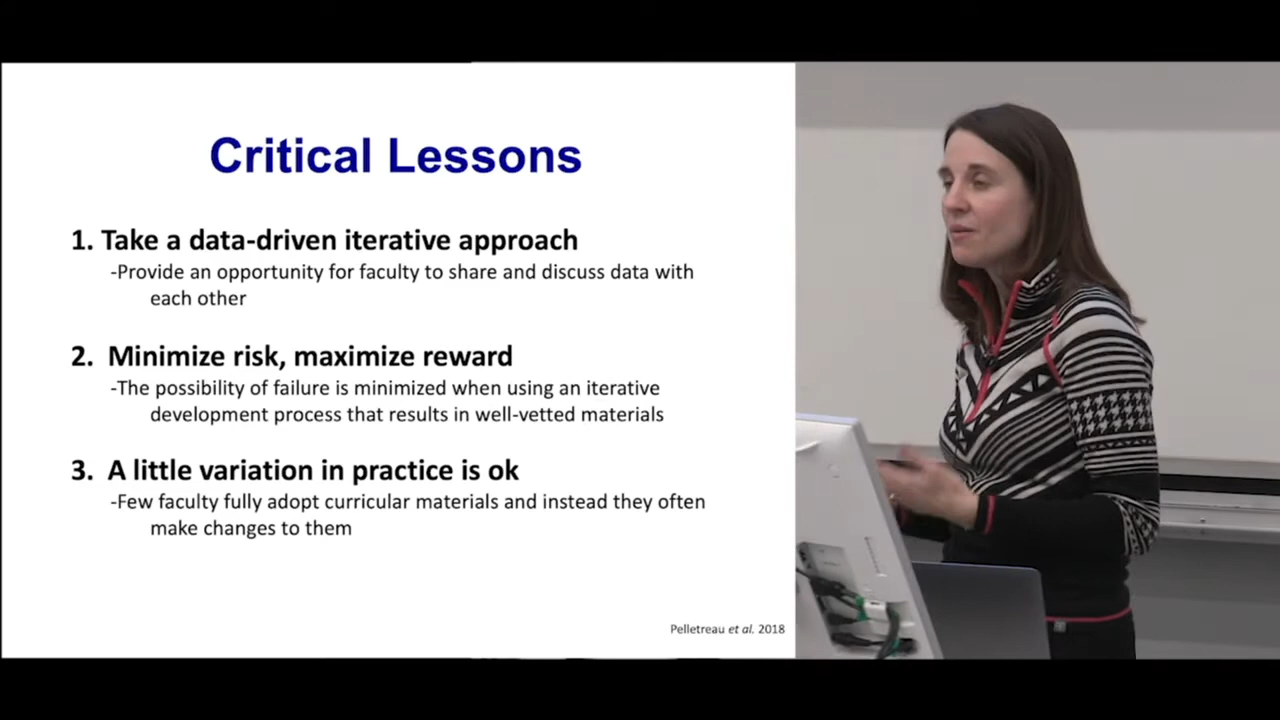 Critical Lessons
1. Take a data-driven iterative approach
-Provide an opportunity for faculty to share and discuss data with
each other
2. Minimize risk, maximize reward
-The possibility of failure is minimized when using an iterative
development process that results in well-vetted materials
3. A little variation in practice is ok
-Few faculty fully adopt curricular materials and instead they often
make changes to them
Pelletreau et al. 2018